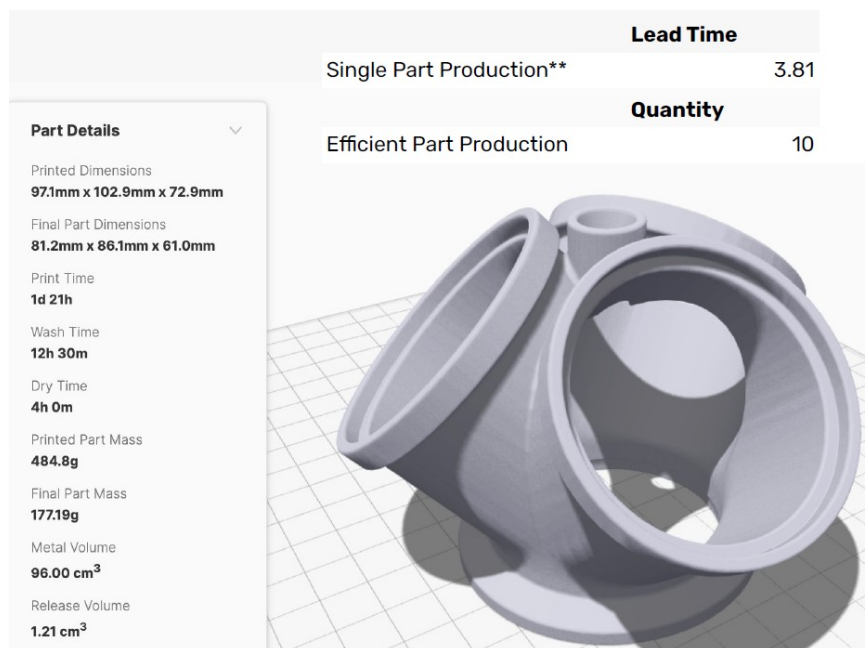 Lead Time
Single Part Production** 3.81
Quantity
Efficient Part Production 10
Part Details
Printed Dimensions
97.1mm x 102.9mm x 72.9mm
Final Part Dimensions
81.2mm x 86.1mm x 61.0mm
Print Time
1d 21h
Wash Time
12h 30m
Dry Time
4h 0m
Printed Part Mass
484.8g
Final Part Mass
177.19g
Metal Volume
96.00 cm³
Release Volume
1.21 cm³